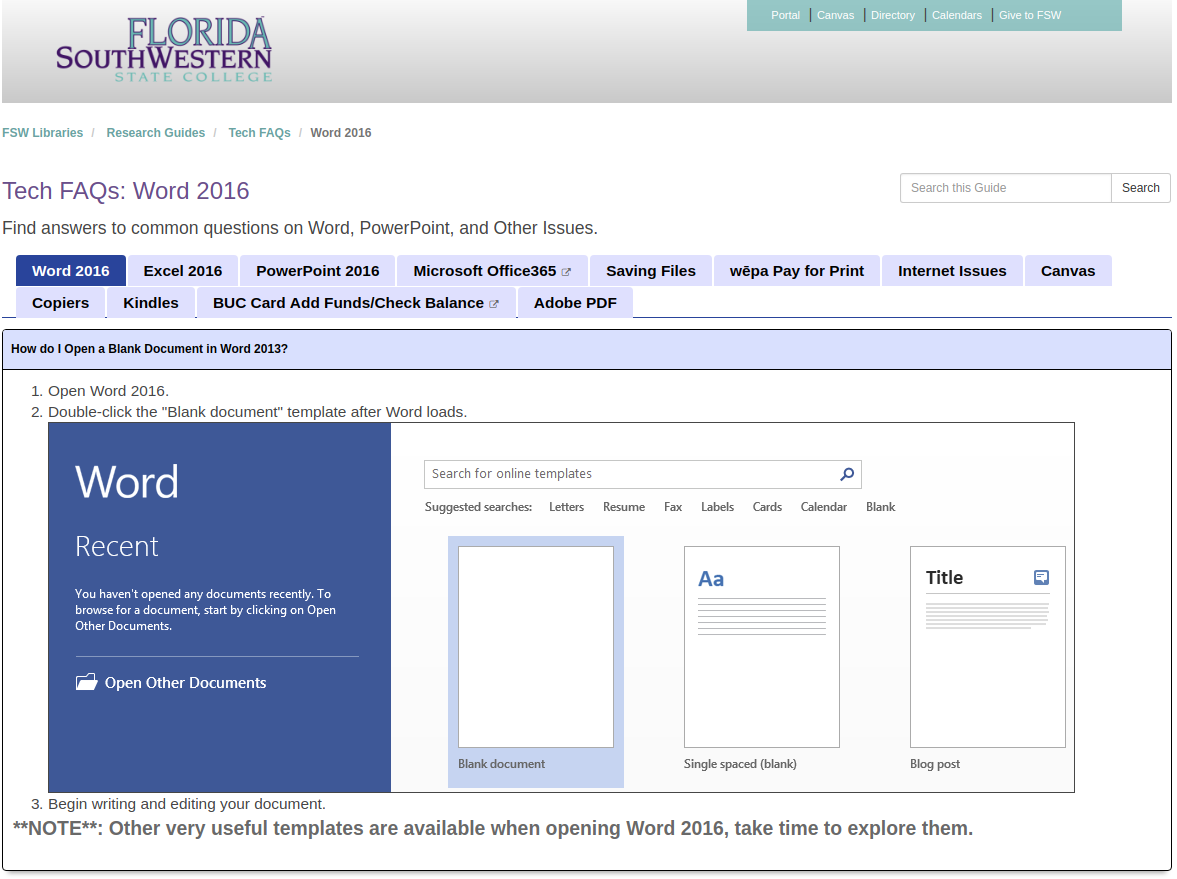 FLORIDA
SOUTHWESTERN
STATE COLLEGE
Portal Canvas Directory Calendars Give to FSW
FSW Libraries / Research Guides / Tech FAQs / Word 2016
Tech FAQs: Word 2016
Search this Guide Search
Find answers to common questions on Word, PowerPoint, and Other Issues.
Word 2016 Excel 2016 PowerPoint 2016 Microsoft Office365 Saving Files wēpa Pay for Print Internet Issues Canvas
Copiers Kindles BUC Card Add Funds/Check Balance Adobe PDF
How do I Open a Blank Document in Word 2013?
1. Open Word 2016.
2. Double-click the "Blank document" template after Word loads.
Word
Recent
You haven't opened any documents recently. To
browse for a document, start by clicking on Open
Other Documents.
Open Other Documents
Search for online templates
Suggested searches: Letters Resume Fax Labels Cards Calendar Blank
Aa
Title
Blank document Single spaced (blank) Blog post
3. Begin writing and editing your document.
**NOTE**: Other very useful templates are available when opening Word 2016, take time to explore them.